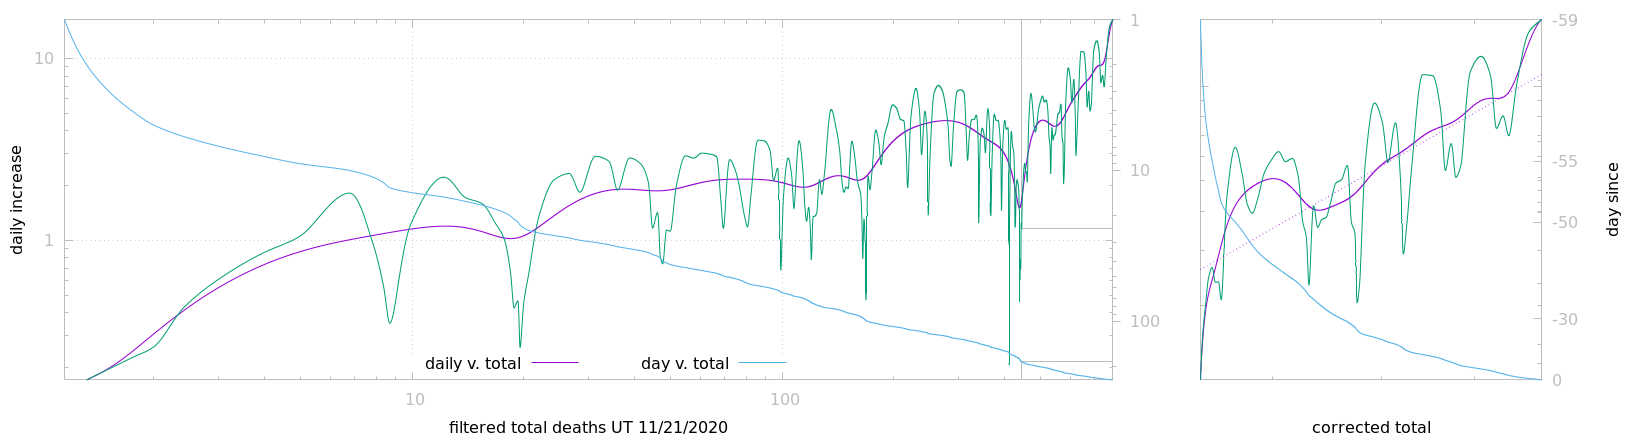 10
1
daily increase
daily v. total
day v. total
10
100
filtered total deaths UT 11/21/2020
1
10
100
-59
-55
-50
-30
0
day since
corrected total